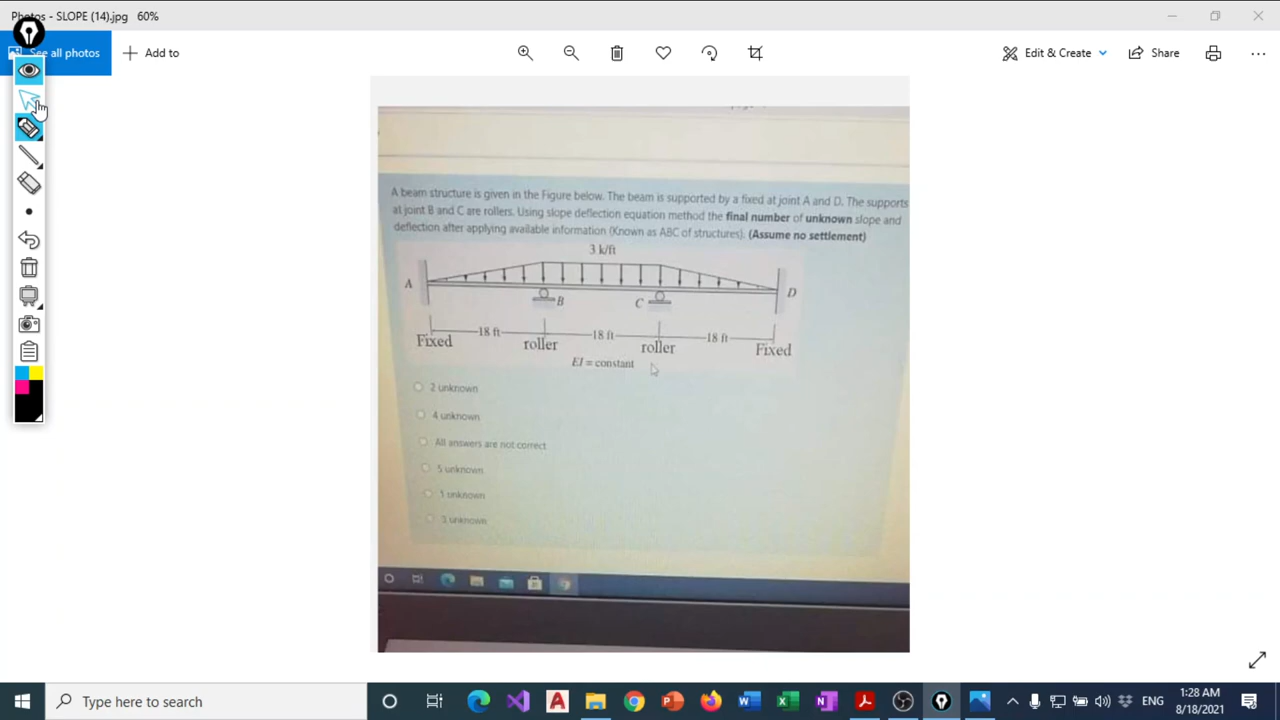 Photos - SLOPE (14).jpg 60%
See all photos
Add to
Edit & Create
Share
A beam structure is given in the Figure below. The beam is supported by a fixed at joint A and D. The supports
at joint B and C are rollers. Using slope deflection equation method the final number of unknown slope and
deflection after applying available information (Known as ABC of structures). (Assume no settlement)
3 k/ft
A
B
C
D
18 ft
18 ft
18 ft
Fixed
roller
roller
Fixed
EI = constant
2 unknown
4 unknown
All answers are not correct
5 unknown
1 unknown
3 unknown
Type here to search
ENG
1:28 AM
8/18/2021